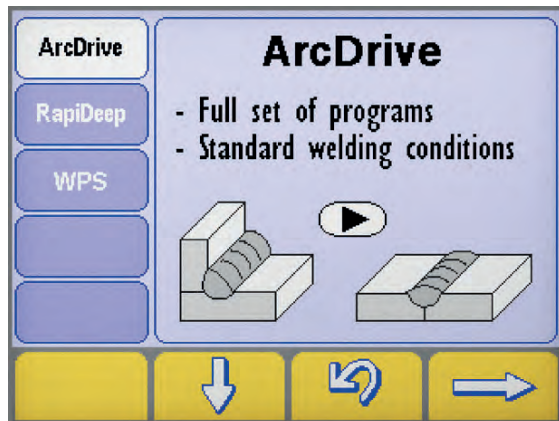 ArcDrive
RapiDeep
WPS
ArcDrive
- Full set of programs
- Standard welding conditions